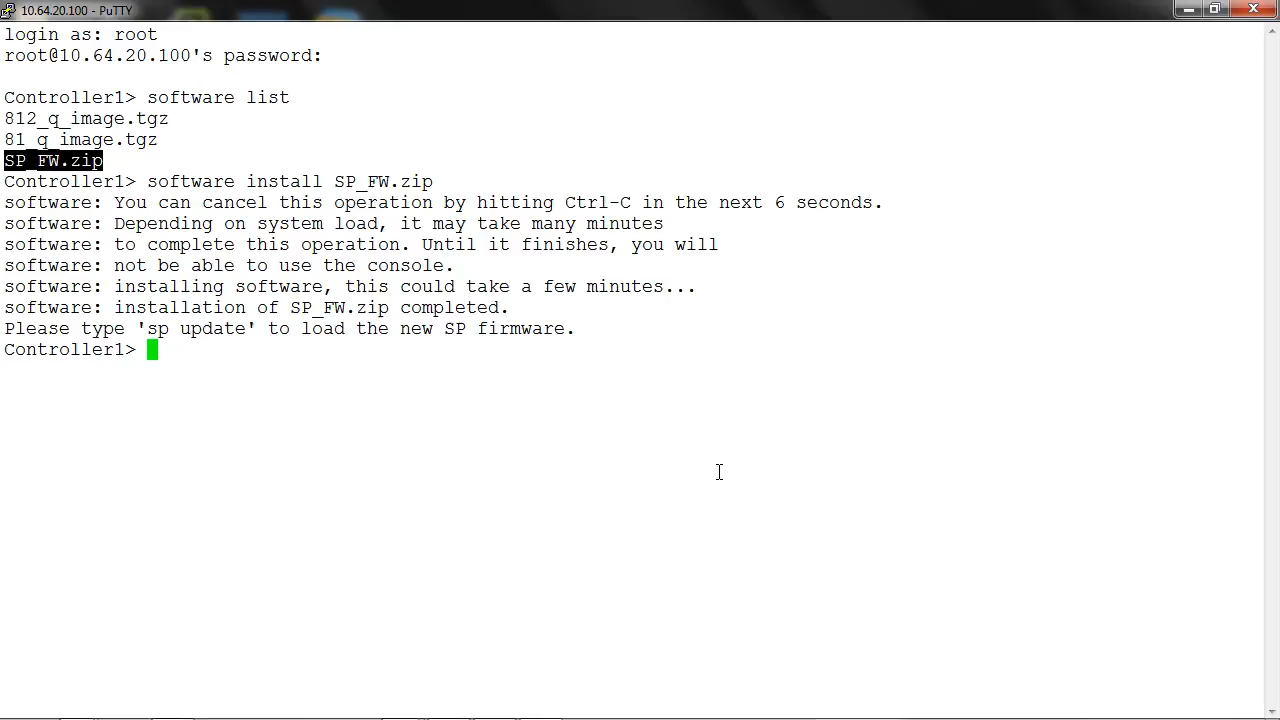 10.64.20.100 - PuTTY
login as: root
root@10.64.20.100's password:
Controller1> software list
812_q_image.tgz
81_q_image.tgz
SP_FW.zip
Controller1> software install SP_FW.zip
software: You can cancel this operation by hitting Ctrl-C in the next 6 seconds.
software: Depending on system load, it may take many minutes
software: to complete this operation. Until it finishes, you will
software: not be able to use the console.
software: installing software, this could take a few minutes...
software: installation of SP_FW.zip completed.
Please type 'sp update' to load the new SP firmware.
Controller1>